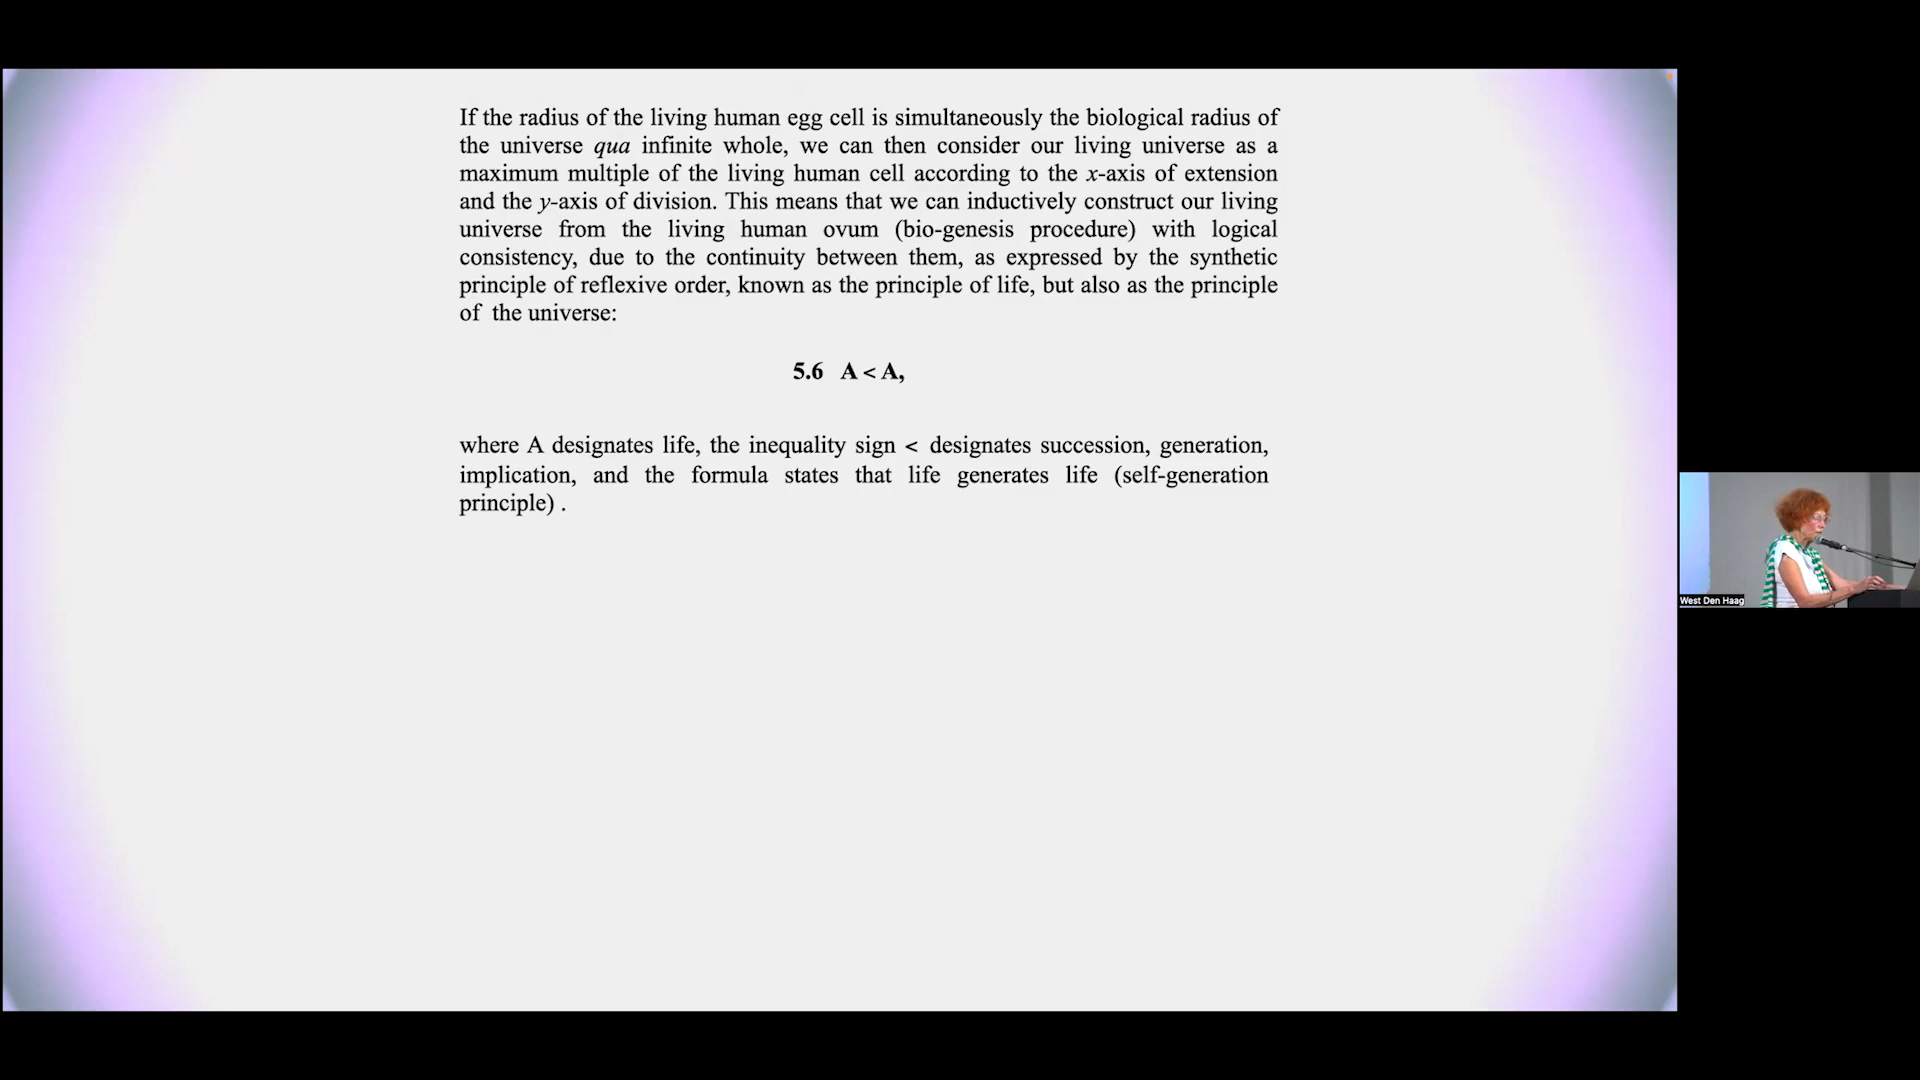 If the radius of the living human egg cell is simultaneously the biological radius of
the universe qua infinite whole, we can then consider our living universe as a
maximum multiple of the living human cell according to the x-axis of extension
and the y-axis of division. This means that we can inductively construct our living
universe from the living human ovum (bio-genesis procedure) with logical
consistency, due to the continuity between them, as expressed by the synthetic
principle of reflexive order, known as the principle of life, but also as the principle
of the universe:
5.6 A < A,
where A designates life, the inequality sign < designates succession, generation,
implication, and the formula states that life generates life (self-generation
principle) .
West Den Haag